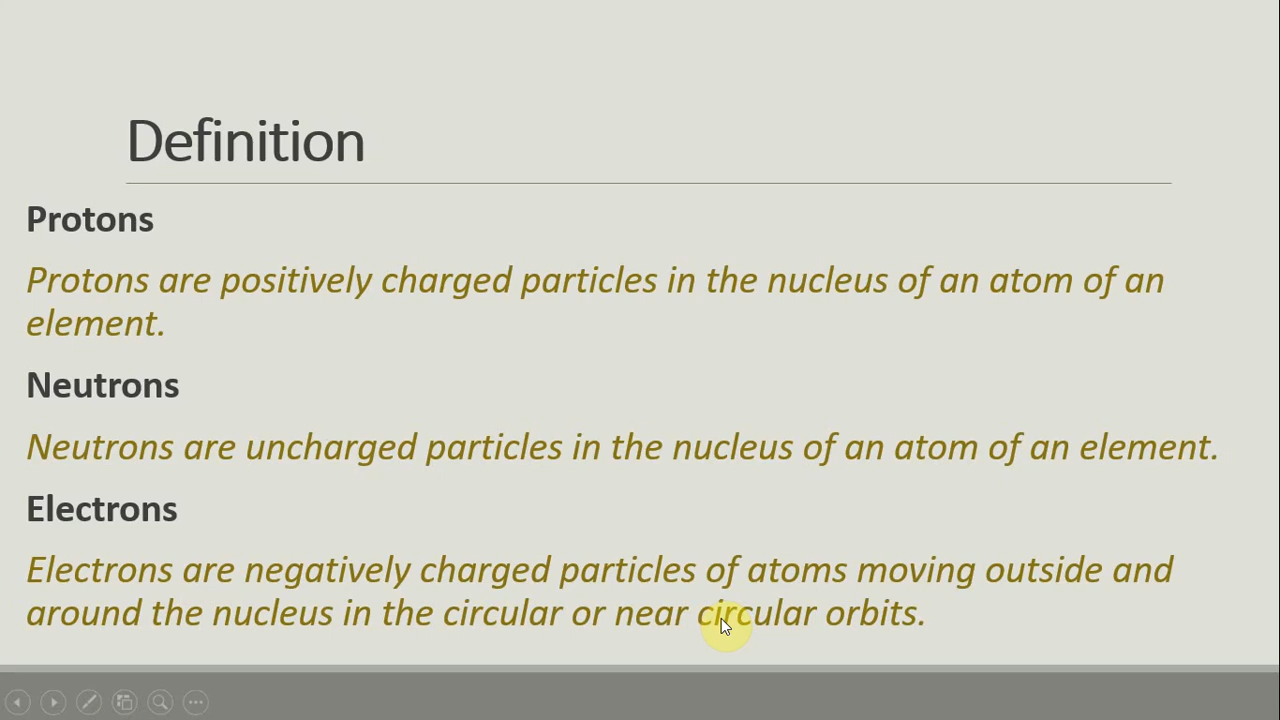 Definition
Protons
Protons are positively charged particles in the nucleus of an atom of an
element.
Neutrons
Neutrons are uncharged particles in the nucleus of an atom of an element.
Electrons
Electrons are negatively charged particles of atoms moving outside and
around the nucleus in the circular or near circular orbits.